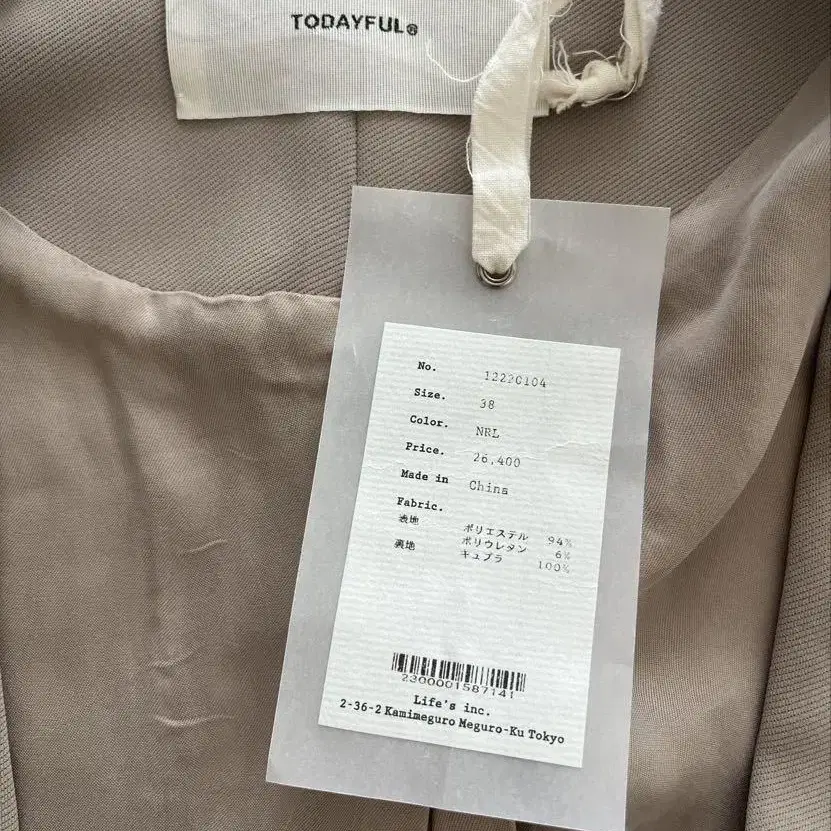 TODAYFUL®
No. 12220104
Size. 38
Color. NRL
Price. 26,400
Made in China
Fabric.
表地 ポリエステル 94%
ポリウレタン 6%
裏地 キュプラ 100%
2300001587141
Life's inc.
2-36-2 Kamimeguro Meguro-Ku Tokyo